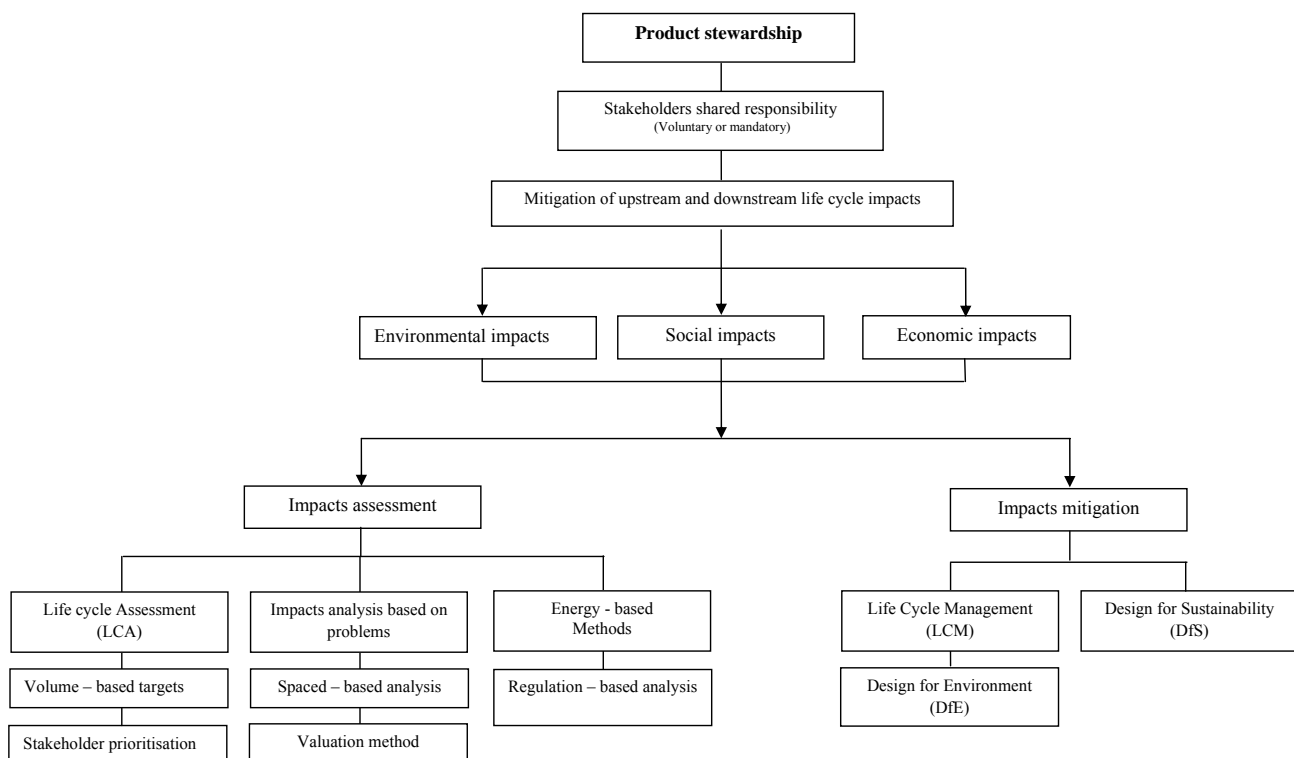 Product stewardship
Stakeholders shared responsibility
(Voluntary or mandatory)
Mitigation of upstream and downstream life cycle impacts
Environmental impacts
Social impacts
Economic impacts
Impacts assessment
Impacts mitigation
Life cycle Assessment
(LCA)
Impacts analysis based on
problems
Energy - based
Methods
Life Cycle Management
(LCM)
Design for Sustainability
(DfS)
Volume – based targets
Spaced – based analysis
Regulation – based analysis
Design for Environment
(DfE)
Stakeholder prioritisation
Valuation method